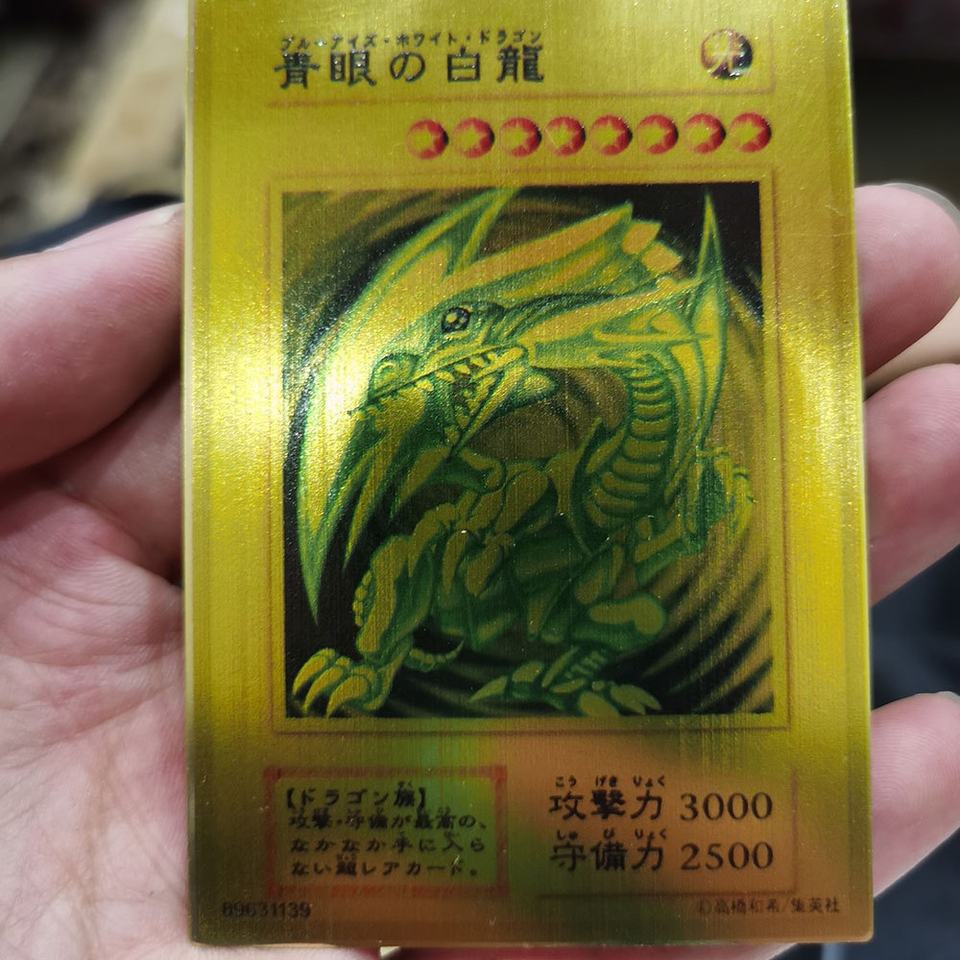 ブルーアイズ・ホワイト・ドラゴン
青眼の白龍
光
【ドラゴン族】
攻撃・守備が最高の、
なかなか手に入ら
ない超レアカード。
こう げき りょく
攻撃力 3000
しゅ び りょく
守備力 2500
89631139
©高橋和希/集英社